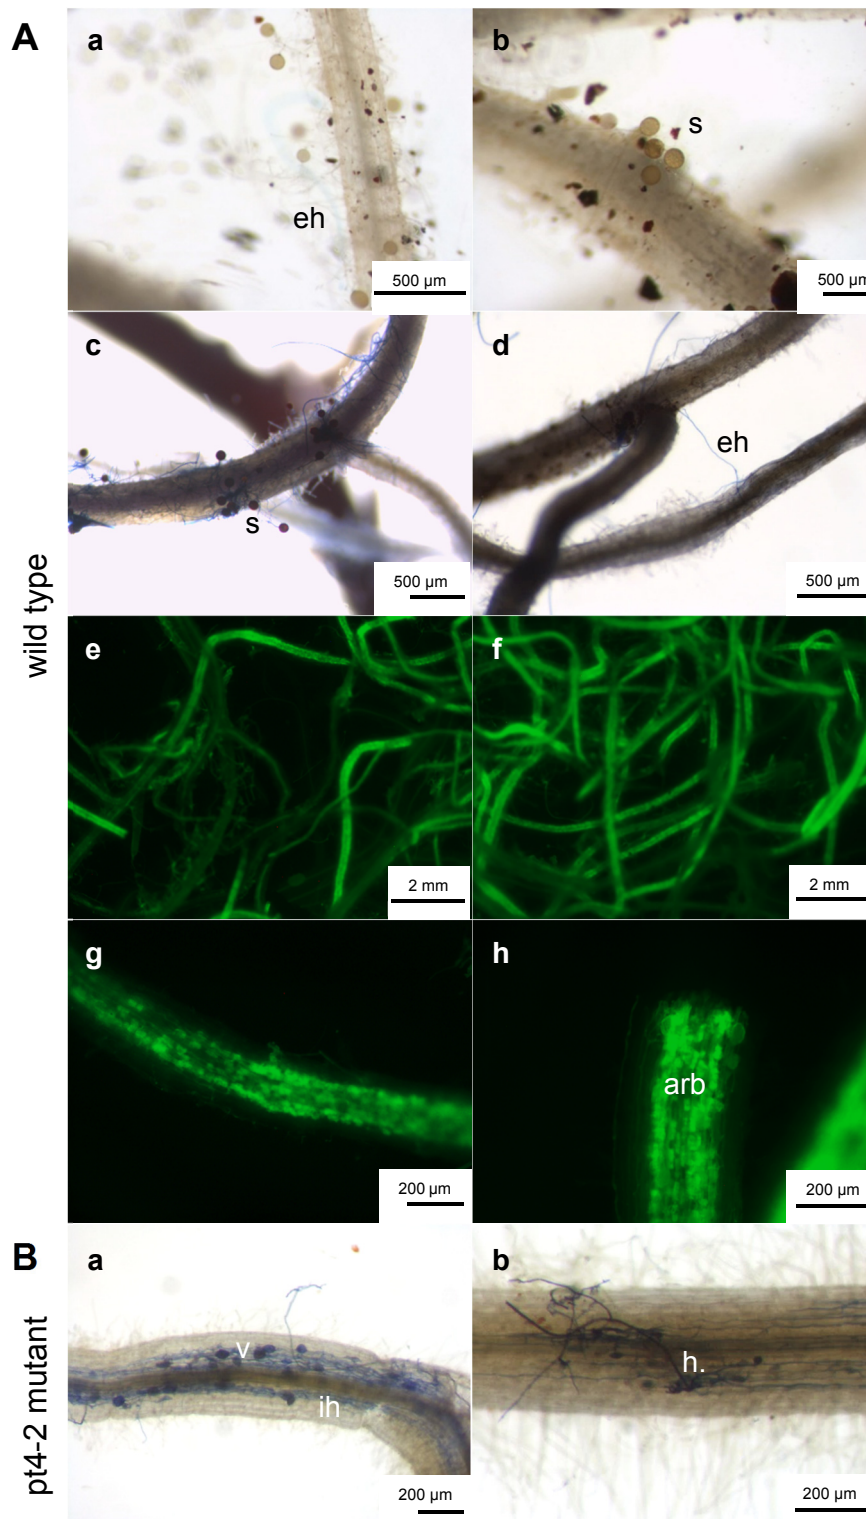 A
a
eh
500 µm
b
s
500 µm
wild type
c
s
500 µm
d
eh
500 µm
e
2 mm
f
2 mm
g
200 µm
h
arb
200 µm
B
pt4-2 mutant
a
v
ih
200 µm
b
h.
200 µm